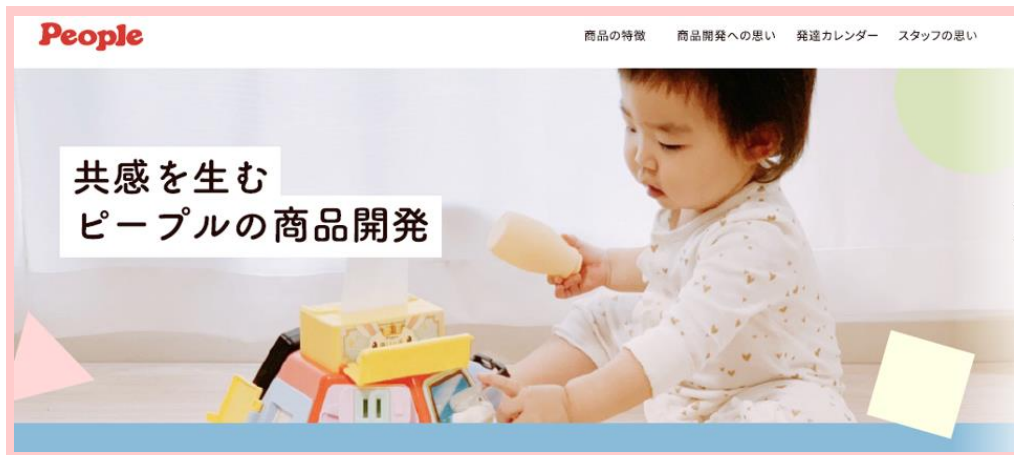 People
商品の特徴
商品開発への思い
発達カレンダー
スタッフの思い
共感を生む
ピープルの商品開発